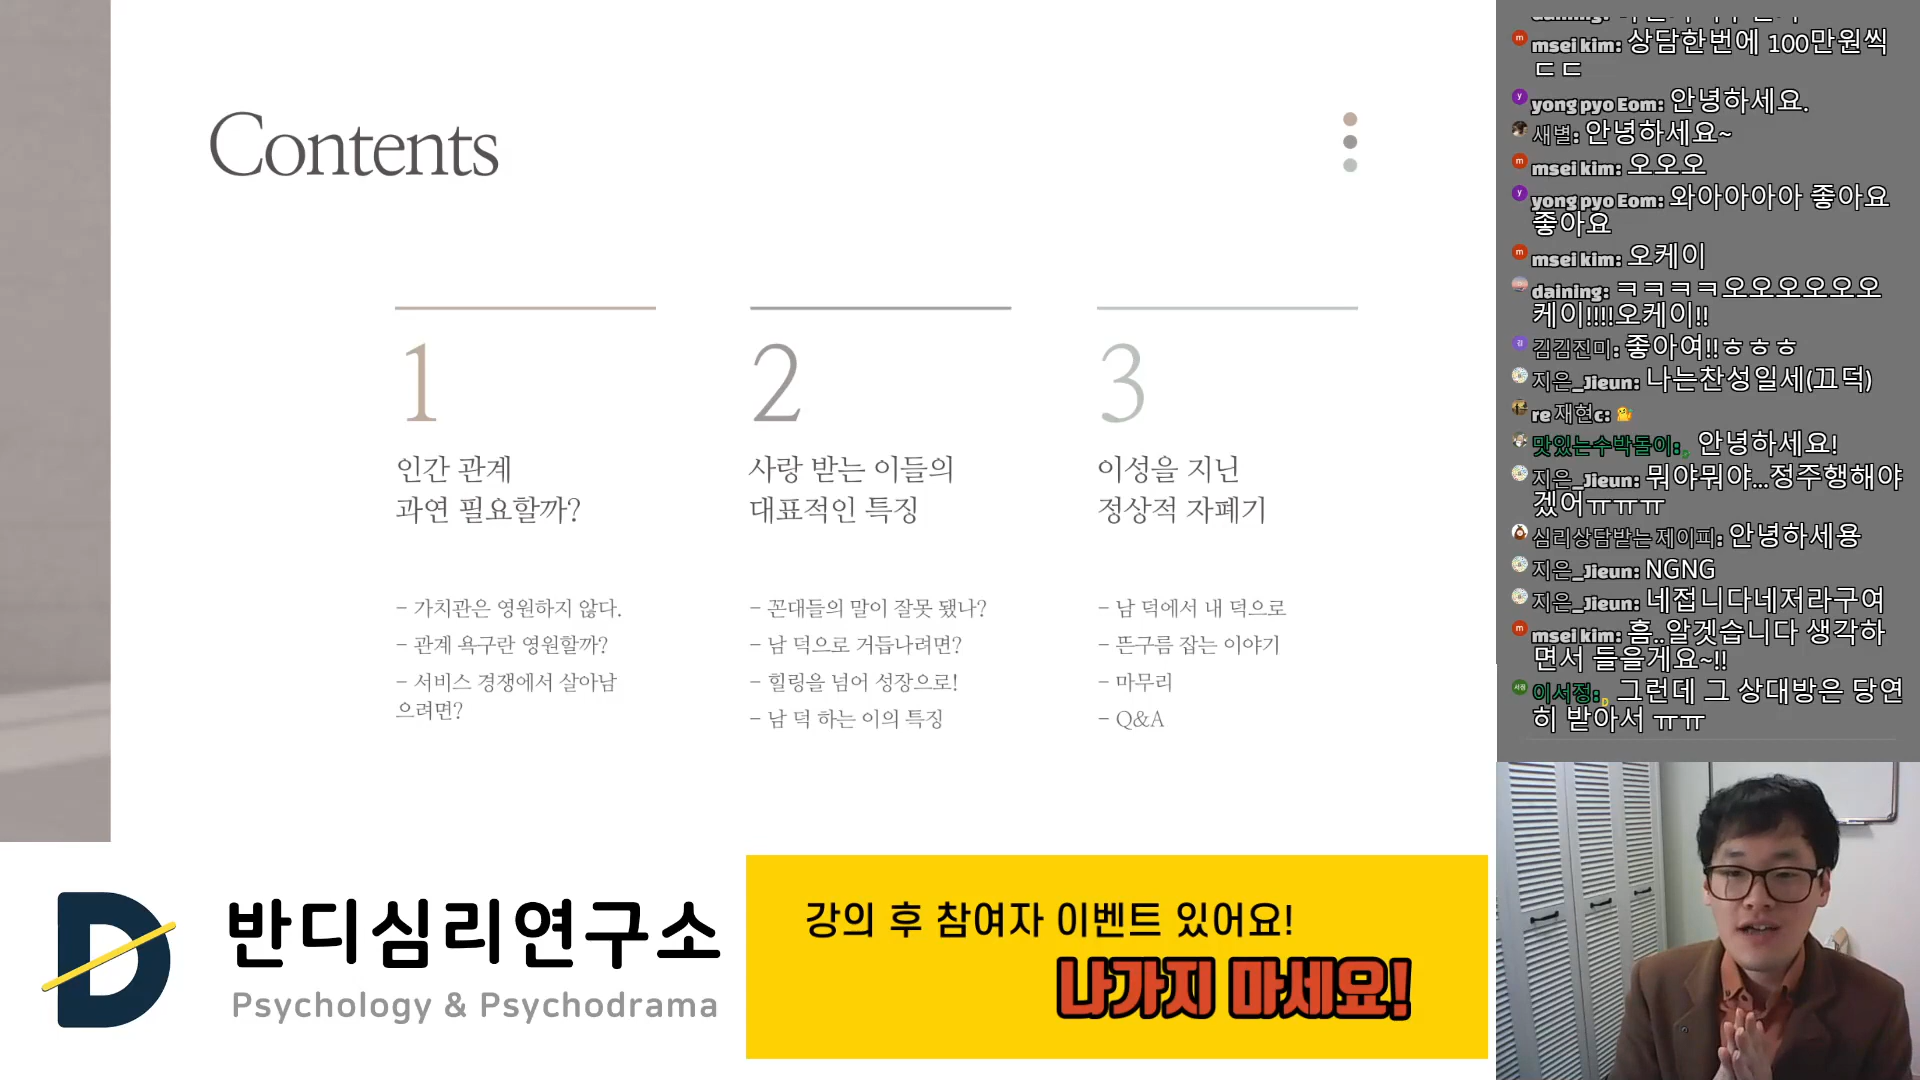 Contents
1
인간 관계
과연 필요할까?
– 가치관은 영원하지 않다.
– 관계 욕구란 영원할까?
– 서비스 경쟁에서 살아남
으려면?
2
사랑 받는 이들의
대표적인 특징
– 꼰대들의 말이 잘못 됐나?
– 남 덕으로 거듭나려면?
– 힐링을 넘어 성장으로!
– 남 덕 하는 이의 특징
3
이성을 지닌
정상적 자폐기
– 남 덕에서 내 덕으로
– 뜬구름 잡는 이야기
– 마무리
– Q&A
반디심리연구소
Psychology & Psychodrama
강의 후 참여자 이벤트 있어요!
나가지 마세요!
msei kim: 상담한번에 100만원씩
ㄷㄷ
yong pyo Eom: 안녕하세요.
새별: 안녕하세요~
msei kim: 오오오
yong pyo Eom: 와아아아아 좋아요
좋아요
msei kim: 오케이
daining: ㅋㅋㅋㅋ오오오오오오
케이!!!!오케이!!
김김진미: 좋아여!!ㅎㅎㅎ
지은_Jieun: 나는찬성일세(끄덕)
re 재현c:
맛있는수박돌이: 안녕하세요!
지은_Jieun: 뭐야뭐야...정주행해야
겠어ㅠㅠㅠ
심리상담받는 제이피: 안녕하세용
지은_Jieun: NGNG
지은_Jieun: 네접니다네저라구여
msei kim: 흠..알겟습니다 생각하
면서 들을게요~!!
이서정: 그런데 그 상대방은 당연
히 받아서 ㅠㅠ